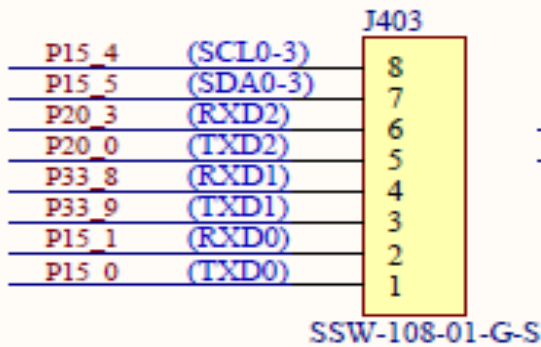 J403
P15_4 (SCL0-3) 8
P15_5 (SDA0-3) 7
P20_3 (RXD2) 6
P20_0 (TXD2) 5
P33_8 (RXD1) 4
P33_9 (TXD1) 3
P15_1 (RXD0) 2
P15_0 (TXD0) 1
SSW-108-01-G-S